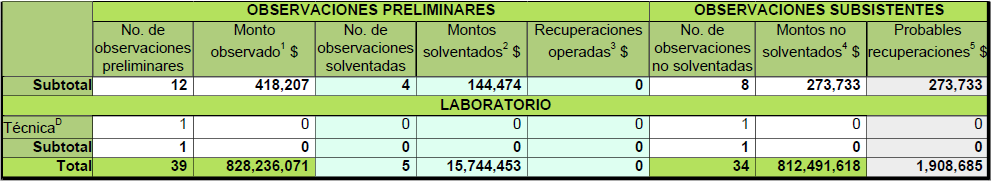 OBSERVACIONES PRELIMINARES OBSERVACIONES SUBSISTENTES
No. de observaciones preliminares Monto observado1 $ No. de observaciones solventadas Montos solventados2 $ Recuperaciones operadas3 $ No. de observaciones no solventadas Montos no solventados4 $ Probables recuperaciones5 $
Subtotal 12 418,207 4 144,474 0 8 273,733 273,733
LABORATORIO
TécnicaD 1 0 0 0 0 1 0 0
Subtotal 1 0 0 0 0 1 0 0
Total 39 828,236,071 5 15,744,453 0 34 812,491,618 1,908,685